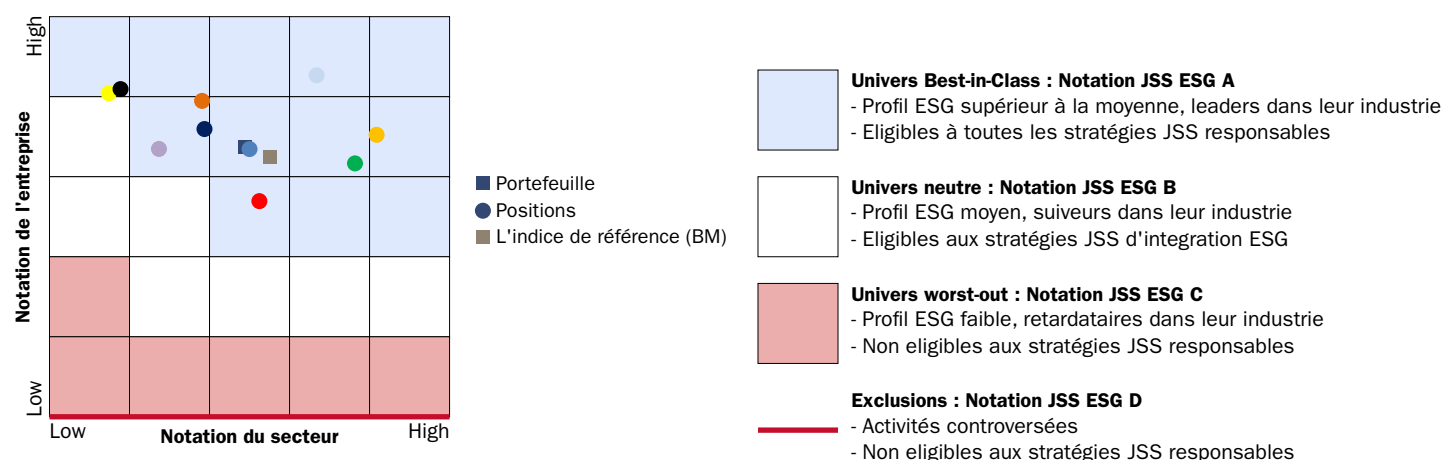 High
Notation de l'entreprise
Low
Low
Notation du secteur
High
Portefeuille
Positions
L'indice de référence (BM)
Univers Best-in-Class : Notation JSS ESG A
- Profil ESG supérieur à la moyenne, leaders dans leur industrie
- Eligibles à toutes les stratégies JSS responsables
Univers neutre : Notation JSS ESG B
- Profil ESG moyen, suiveurs dans leur industrie
- Eligibles aux stratégies JSS d'integration ESG
Univers worst-out : Notation JSS ESG C
- Profil ESG faible, retardataires dans leur industrie
- Non eligibles aux stratégies JSS responsables
Exclusions : Notation JSS ESG D
- Activités controversées
- Non eligibles aux stratégies JSS responsables